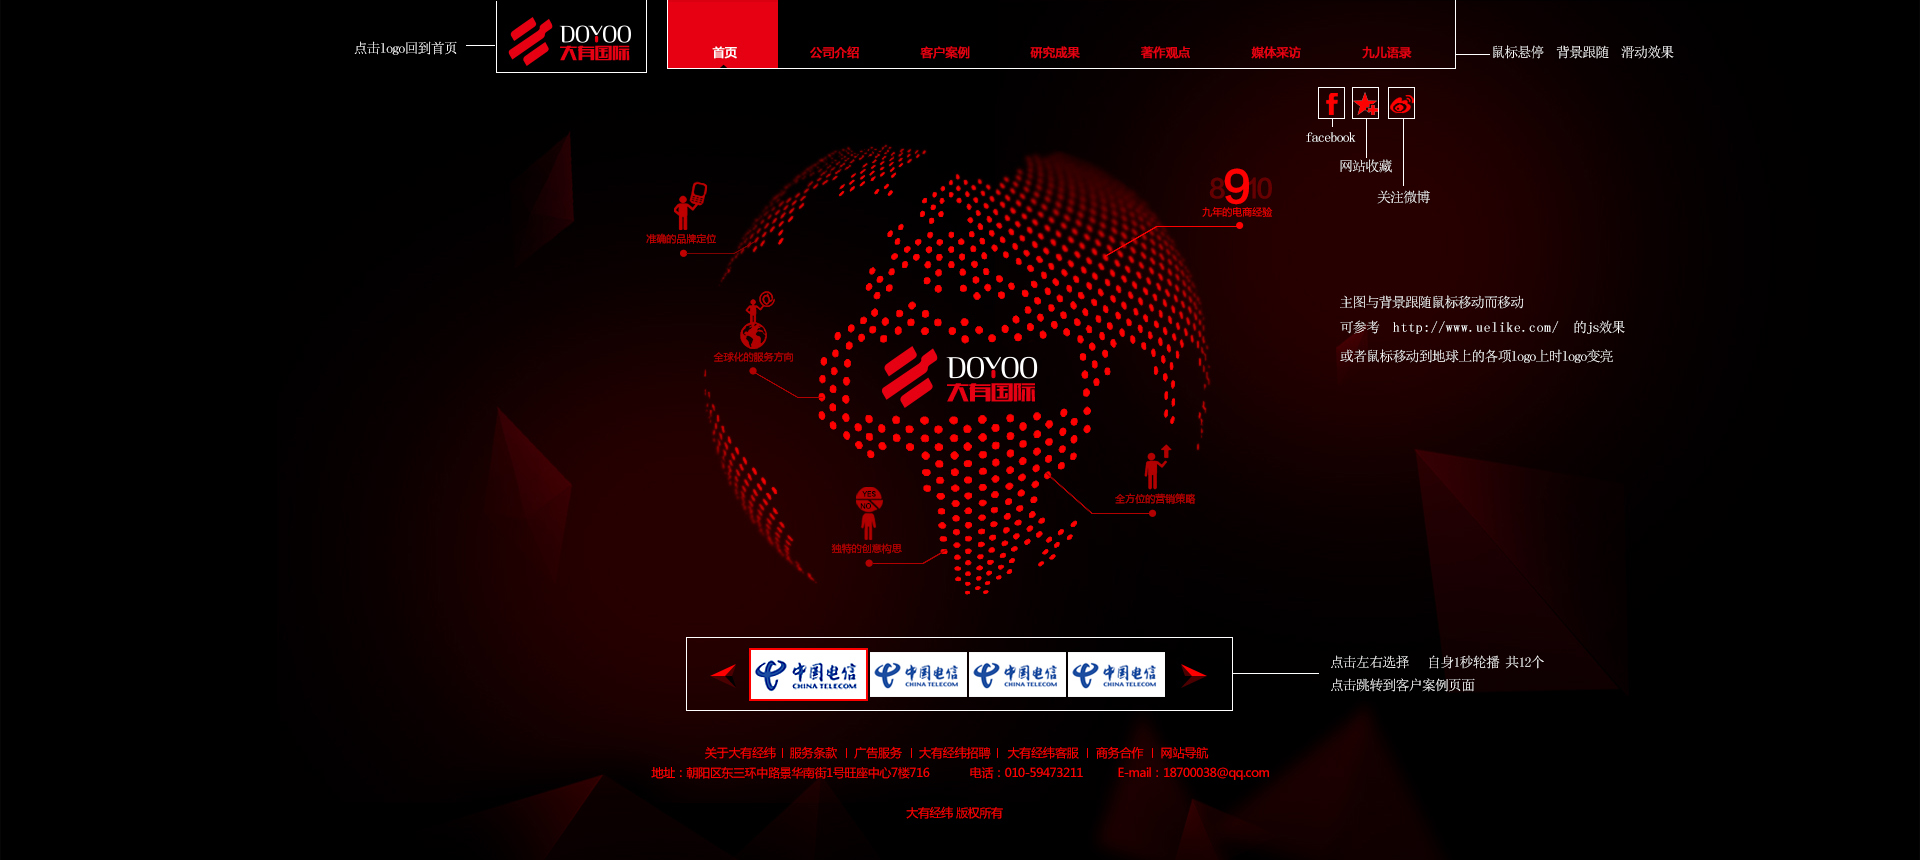 点击logo回到首页
DOYOO
大有国际
首页 公司介绍 客户案例 研究成果 著作观点 媒体采访 九儿语录
鼠标悬停 背景跟随 滑动效果
f
facebook
网站收藏
关注微博
8 9 10
九年的电商经验
准确的品牌定位
@
全球化的服务方向
主图与背景跟随鼠标移动而移动
可参考 http://www.uelike.com/ 的js效果
或者鼠标移动到地球上的各项logo上时logo变亮
DOYOO
大有国际
全方位的营销策略
YES
NO
独特的创意构思
中国电信 中国电信 中国电信 中国电信
CHINA TELECOM CHINA TELECOM CHINA TELECOM CHINA TELECOM
点击左右选择 自身1秒轮播 共12个
点击跳转到客户案例页面
关于大有经纬 | 服务条款 | 广告服务 | 大有经纬招聘 | 大有经纬客服 | 商务合作 | 网站导航
地址：朝阳区东三环中路景华南街1号旺座中心7楼716 电话：010-59473211 E-mail：18700038@qq.com
大有经纬 版权所有